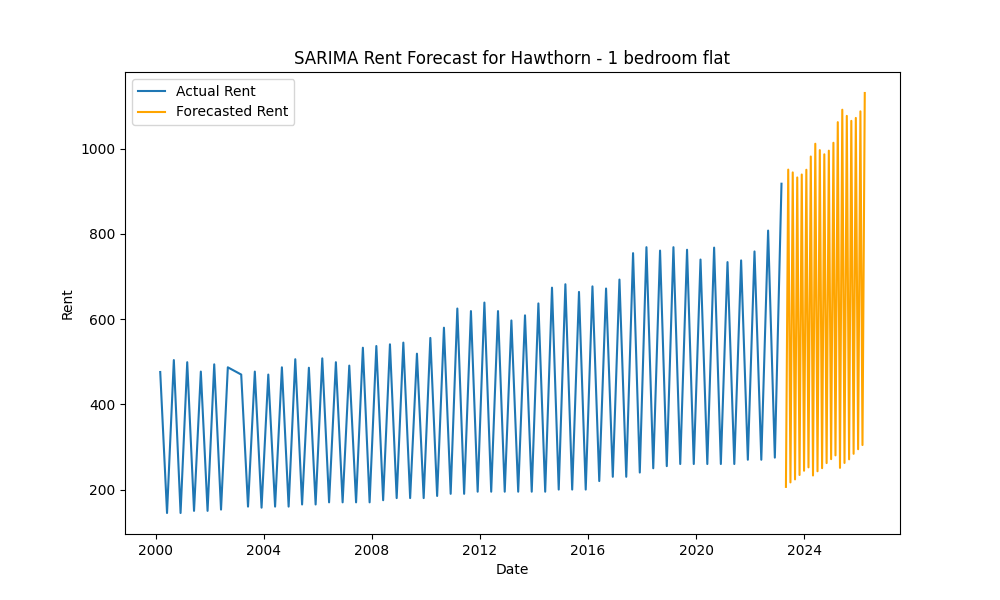 SARIMA Rent Forecast for Hawthorn - 1 bedroom flat
Actual Rent
Forecasted Rent
1000
800
600
400
200
Rent
2000 2004 2008 2012 2016 2020 2024
Date